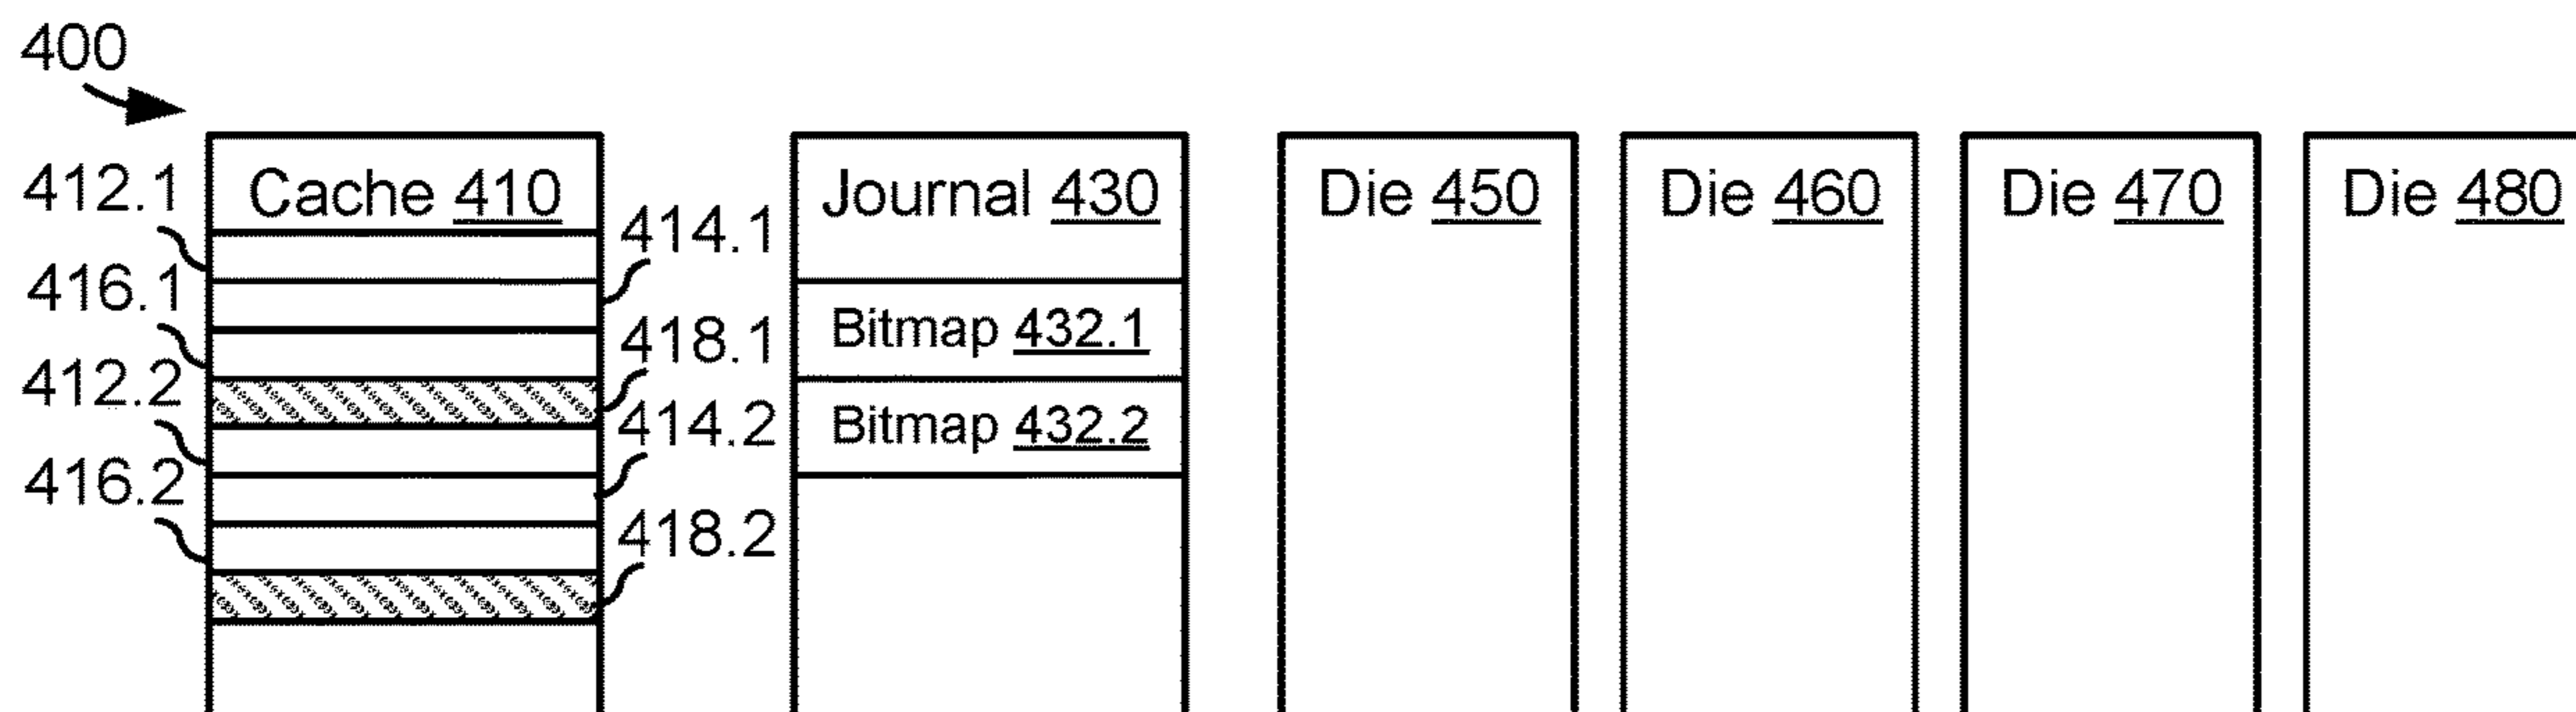 400
412.1
Cache 410
414.1
416.1
418.1
412.2
414.2
416.2
418.2
Journal 430
Bitmap 432.1
Bitmap 432.2
Die 450
Die 460
Die 470
Die 480